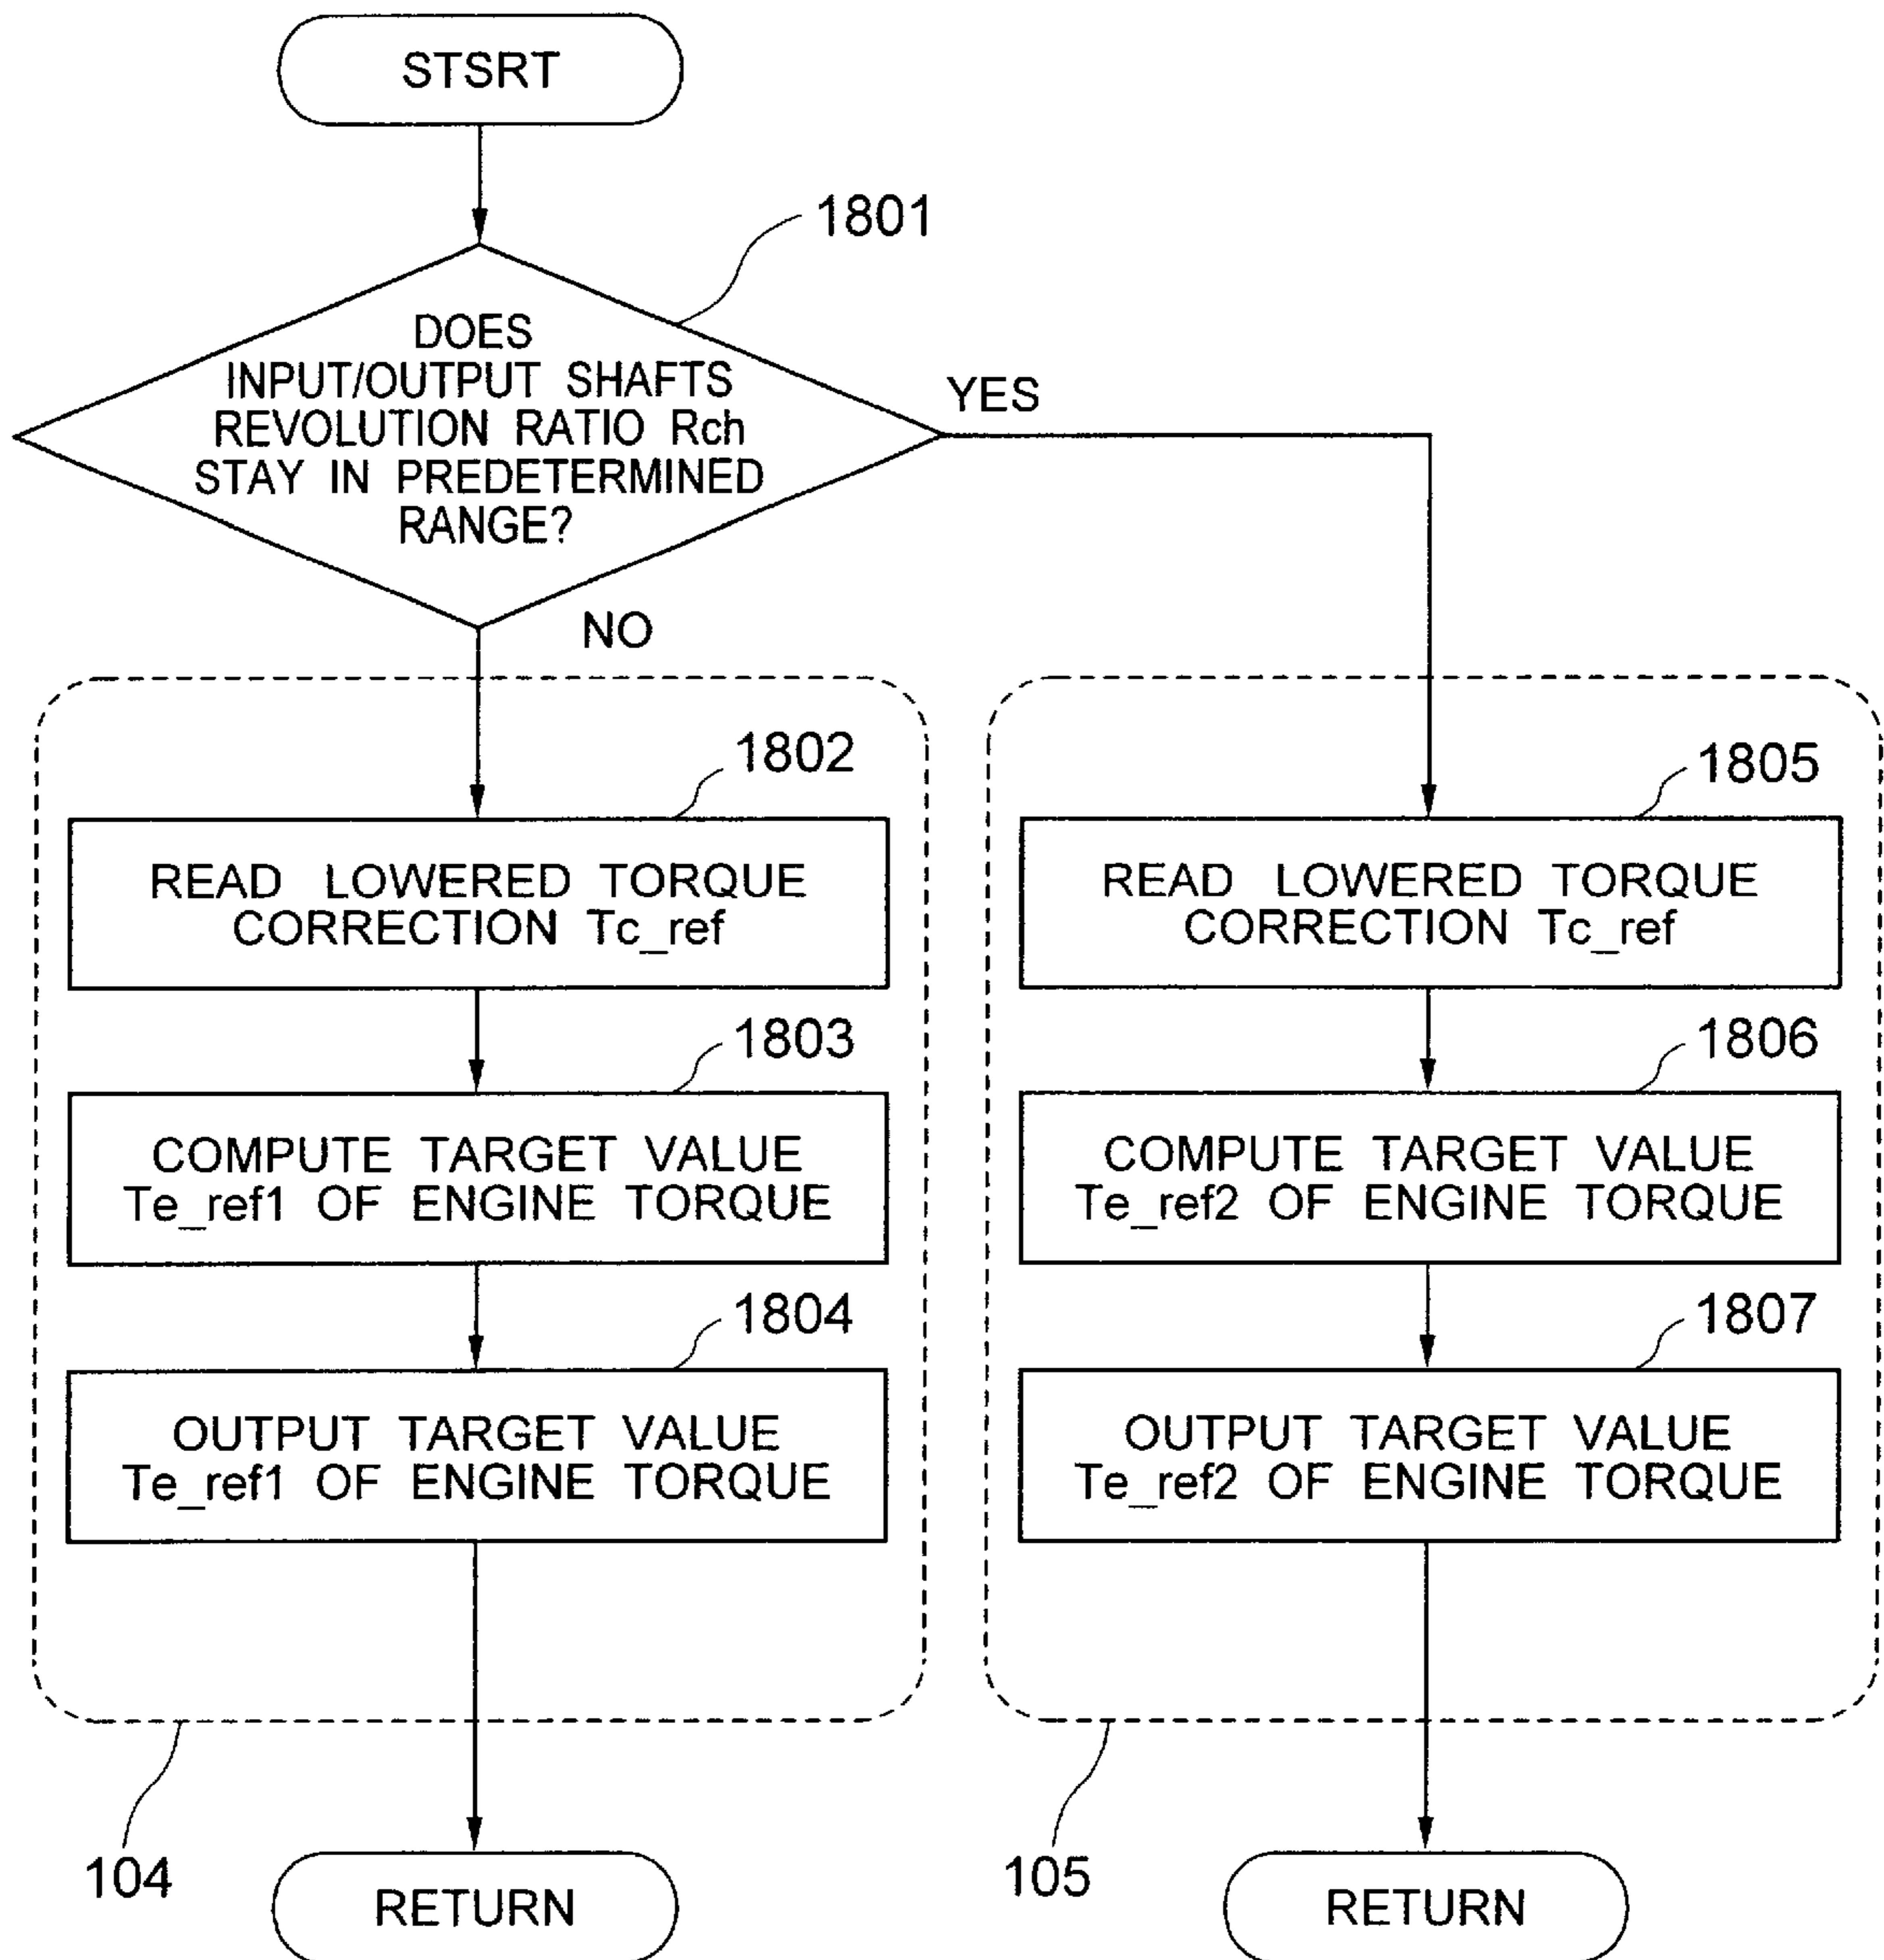 STSRT
1801
DOES
INPUT/OUTPUT SHAFTS
REVOLUTION RATIO Rch
STAY IN PREDETERMINED
RANGE?
YES
NO
1802
READ LOWERED TORQUE
CORRECTION Tc_ref
1803
COMPUTE TARGET VALUE
Te_ref1 OF ENGINE TORQUE
1804
OUTPUT TARGET VALUE
Te_ref1 OF ENGINE TORQUE
104
RETURN
1805
READ LOWERED TORQUE
CORRECTION Tc_ref
1806
COMPUTE TARGET VALUE
Te_ref2 OF ENGINE TORQUE
1807
OUTPUT TARGET VALUE
Te_ref2 OF ENGINE TORQUE
105
RETURN